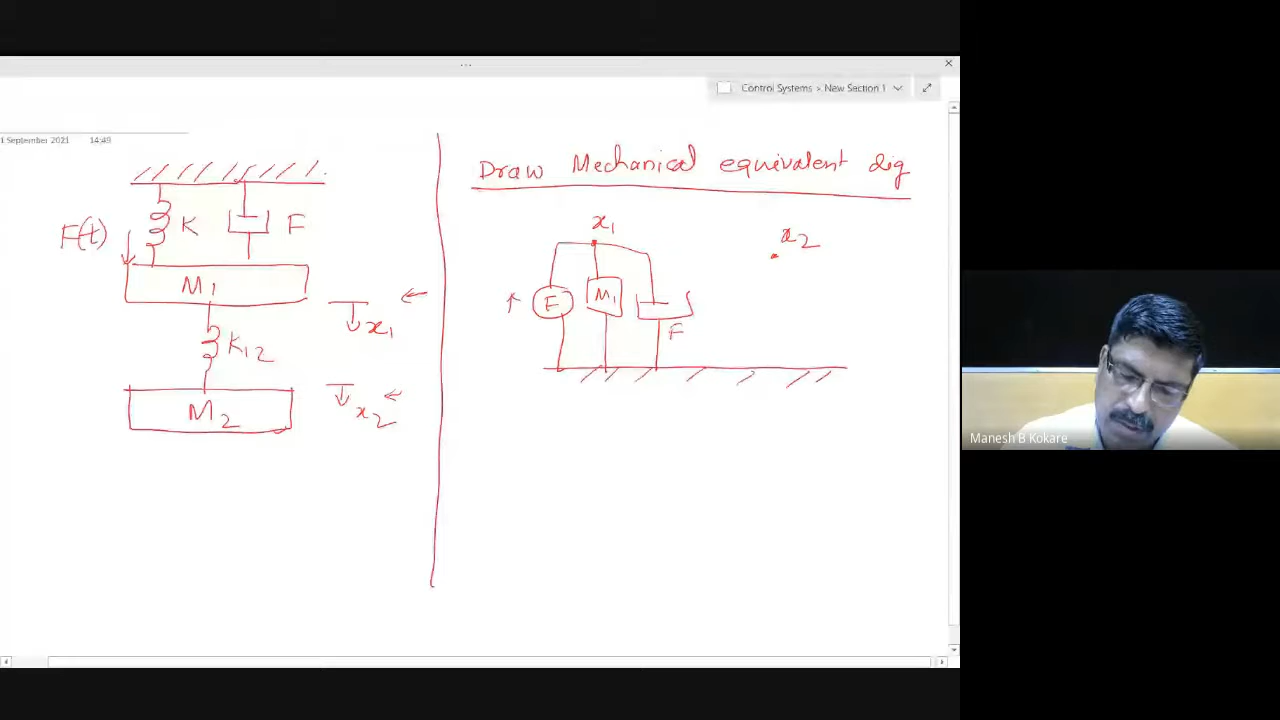 Control Systems > New Section 1
1 September 2021 14:49
Draw Mechanical equivalent dig
F(t)
K
F
M1
x1
K12
M2
x2
x1
x2
M1
F
Manesh B Kokare